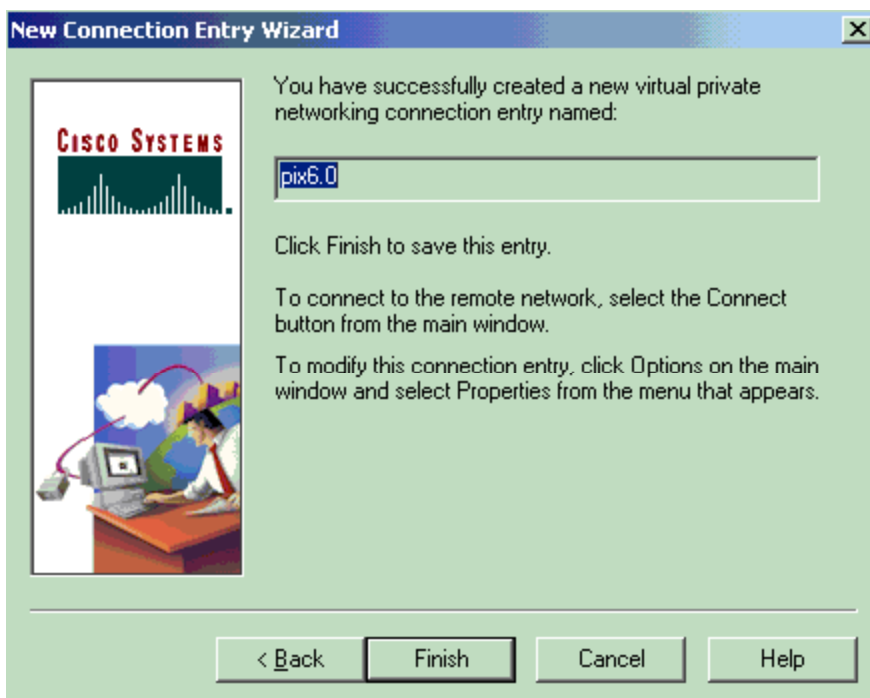 New Connection Entry Wizard
CISCO SYSTEMS
You have successfully created a new virtual private
networking connection entry named:
pix6.0
Click Finish to save this entry.
To connect to the remote network, select the Connect
button from the main window.
To modify this connection entry, click Options on the main
window and select Properties from the menu that appears.
< Back
Finish
Cancel
Help